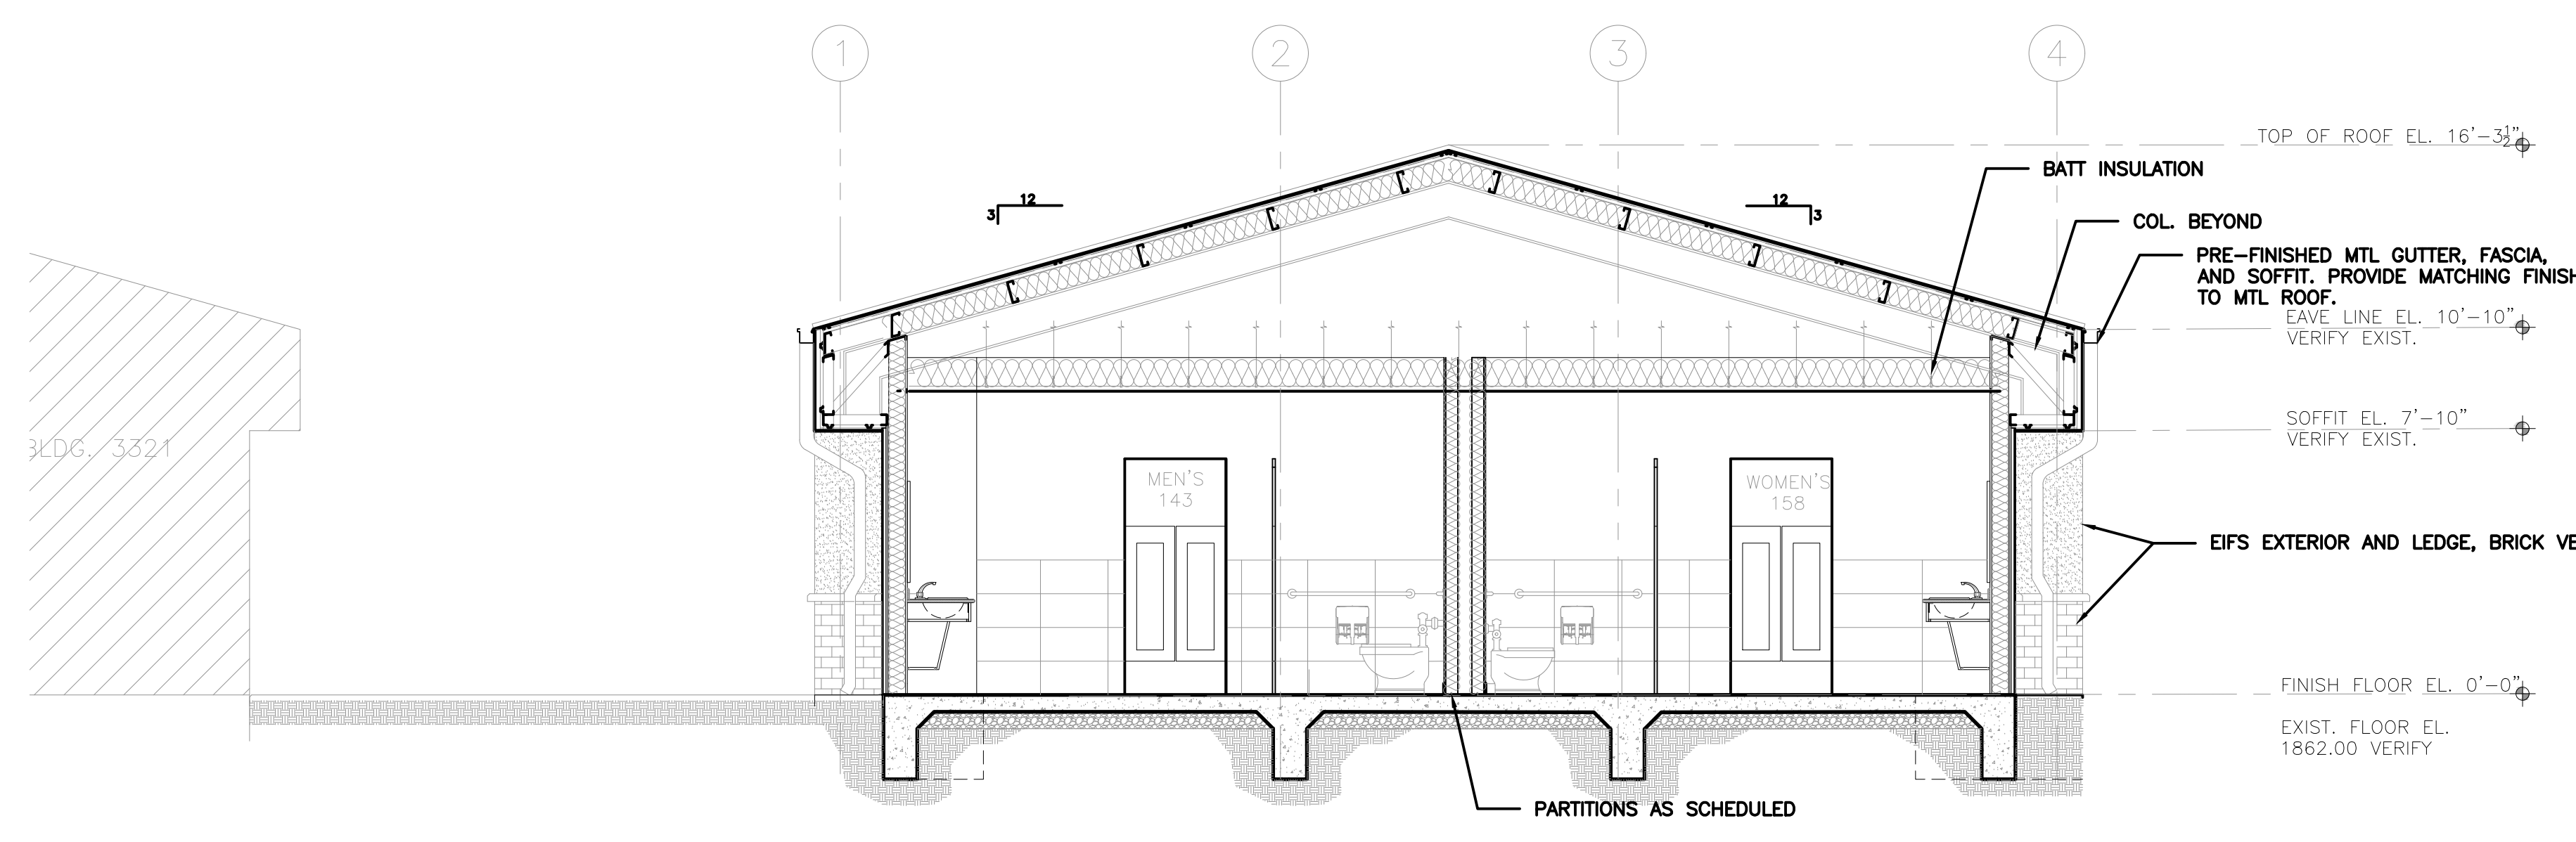 1
2
3
4
TOP OF ROOF EL. 16'-3 1/2"
BATT INSULATION
12
3
12
3
COL. BEYOND
PRE-FINISHED MTL GUTTER, FASCIA,
AND SOFFIT. PROVIDE MATCHING FINISH
TO MTL ROOF.
EAVE LINE EL. 10'-10"
VERIFY EXIST.
SOFFIT EL. 7'-10"
VERIFY EXIST.
BLDG. 3321
MEN'S
143
WOMEN'S
158
EIFS EXTERIOR AND LEDGE, BRICK VE
FINISH FLOOR EL. 0'-0"
EXIST. FLOOR EL.
1862.00 VERIFY
PARTITIONS AS SCHEDULED